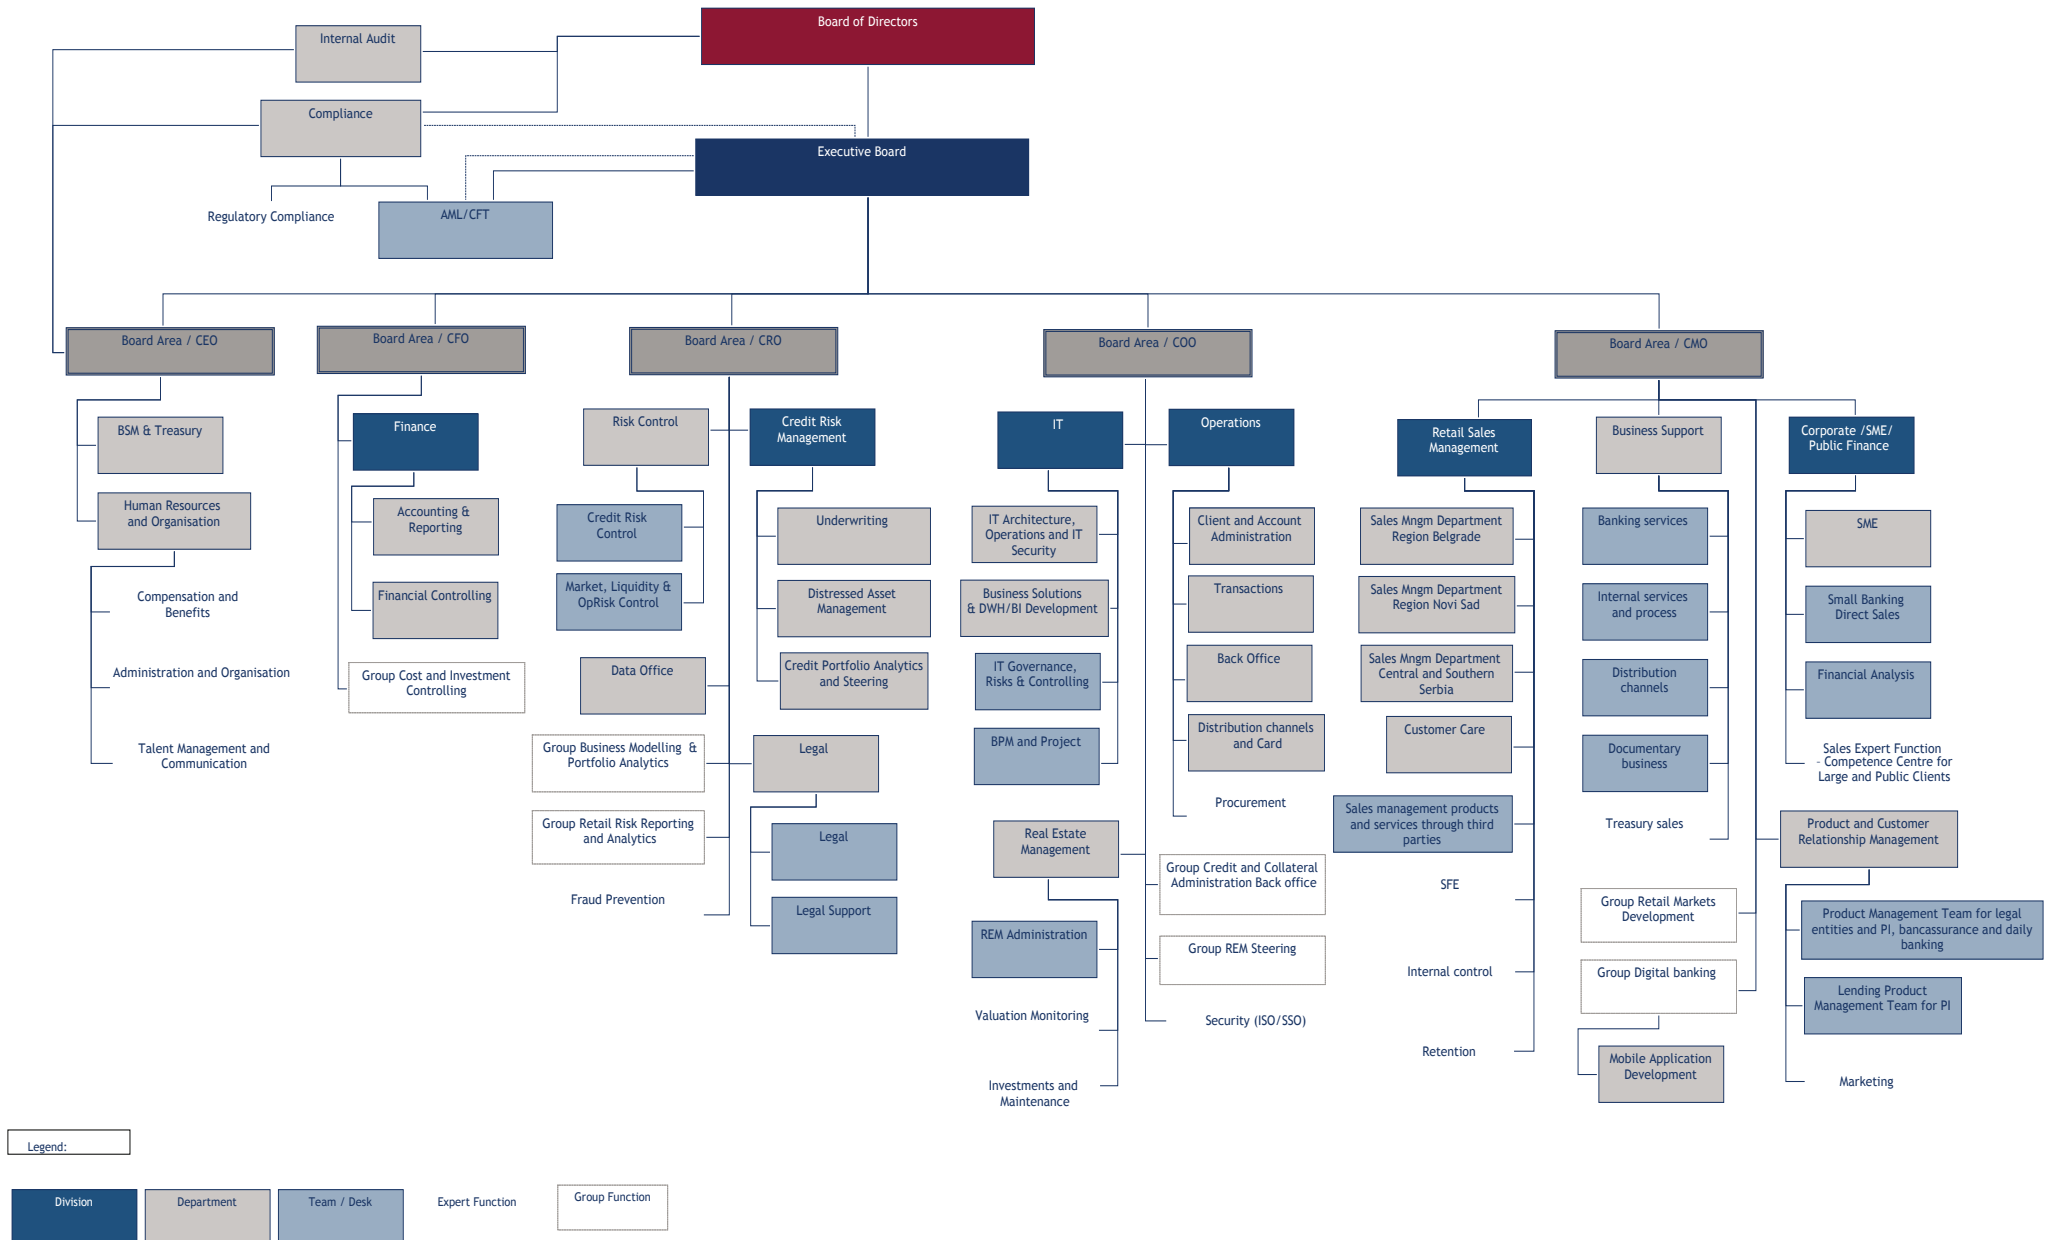 Board of Directors
Internal Audit
Compliance
Executive Board
Regulatory Compliance
AML/CFT
Board Area / CEO
Board Area / CFO
Board Area / CRO
Board Area / COO
Board Area / CMO
BSM & Treasury
Human Resources
and Organisation
Compensation and
Benefits
Administration and Organisation
Talent Management and
Communication
Finance
Accounting &
Reporting
Financial Controlling
Group Cost and Investment
Controlling
Risk Control
Credit Risk
Control
Market, Liquidity &
OpRisk Control
Data Office
Group Business Modelling &
Portfolio Analytics
Group Retail Risk Reporting
and Analytics
Fraud Prevention
Credit Risk
Management
Underwriting
Distressed Asset
Management
Credit Portfolio Analytics
and Steering
Legal
Legal
Legal Support
IT
IT Architecture,
Operations and IT
Security
Business Solutions
& DWH/BI Development
IT Governance,
Risks & Controlling
BPM and Project
Real Estate
Management
REM Administration
Valuation Monitoring
Investments and
Maintenance
Operations
Client and Account
Administration
Transactions
Back Office
Distribution channels
and Card
Procurement
Group Credit and Collateral
Administration Back office
Group REM Steering
Security (ISO/SSO)
Retail Sales
Management
Sales Mngm Department
Region Belgrade
Sales Mngm Department
Region Novi Sad
Sales Mngm Department
Central and Southern
Serbia
Customer Care
Sales management products
and services through third
parties
SFE
Internal control
Retention
Business Support
Banking services
Internal services
and process
Distribution
channels
Documentary
business
Treasury sales
Group Retail Markets
Development
Group Digital banking
Mobile Application
Development
Corporate /SME/
Public Finance
SME
Small Banking
Direct Sales
Financial Analysis
Sales Expert Function
– Competence Centre for
Large and Public Clients
Product and Customer
Relationship Management
Product Management Team for legal
entities and PI, bancassurance and daily
banking
Lending Product
Management Team for PI
Marketing
Legend:
Division
Department
Team / Desk
Expert Function
Group Function